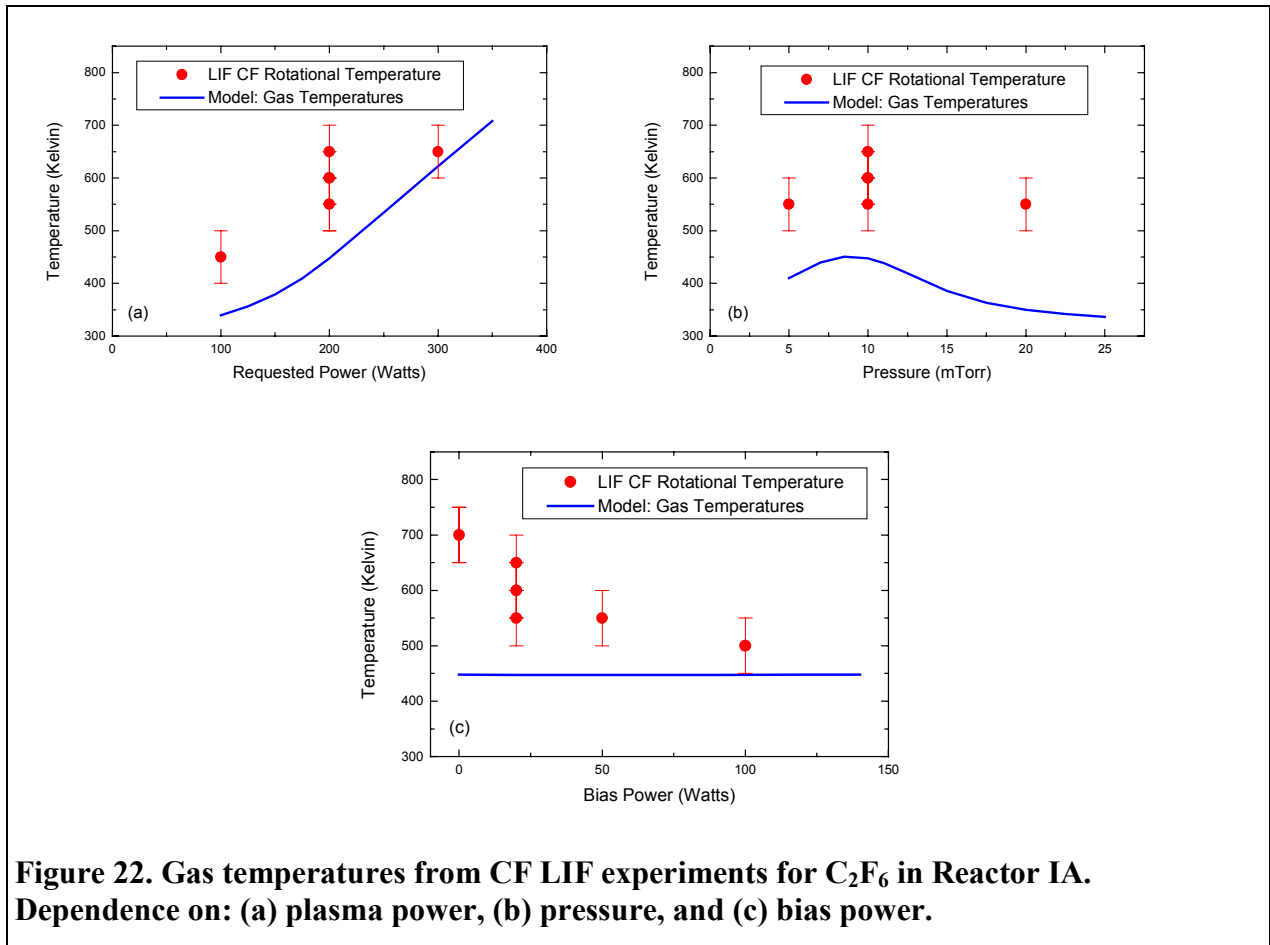 800
700
600
500
400
300
Temperature (Kelvin)
LIF CF Rotational Temperature
Model: Gas Temperatures
(a)
0 100 200 300 400
Requested Power (Watts)
800
700
600
500
400
300
Temperature (Kelvin)
LIF CF Rotational Temperature
Model: Gas Temperatures
(b)
0 5 10 15 20 25
Pressure (mTorr)
800
700
600
500
400
300
Temperature (Kelvin)
LIF CF Rotational Temperature
Model: Gas Temperatures
(c)
0 50 100 150
Bias Power (Watts)
Figure 22. Gas temperatures from CF LIF experiments for C₂F₆ in Reactor IA.
Dependence on: (a) plasma power, (b) pressure, and (c) bias power.